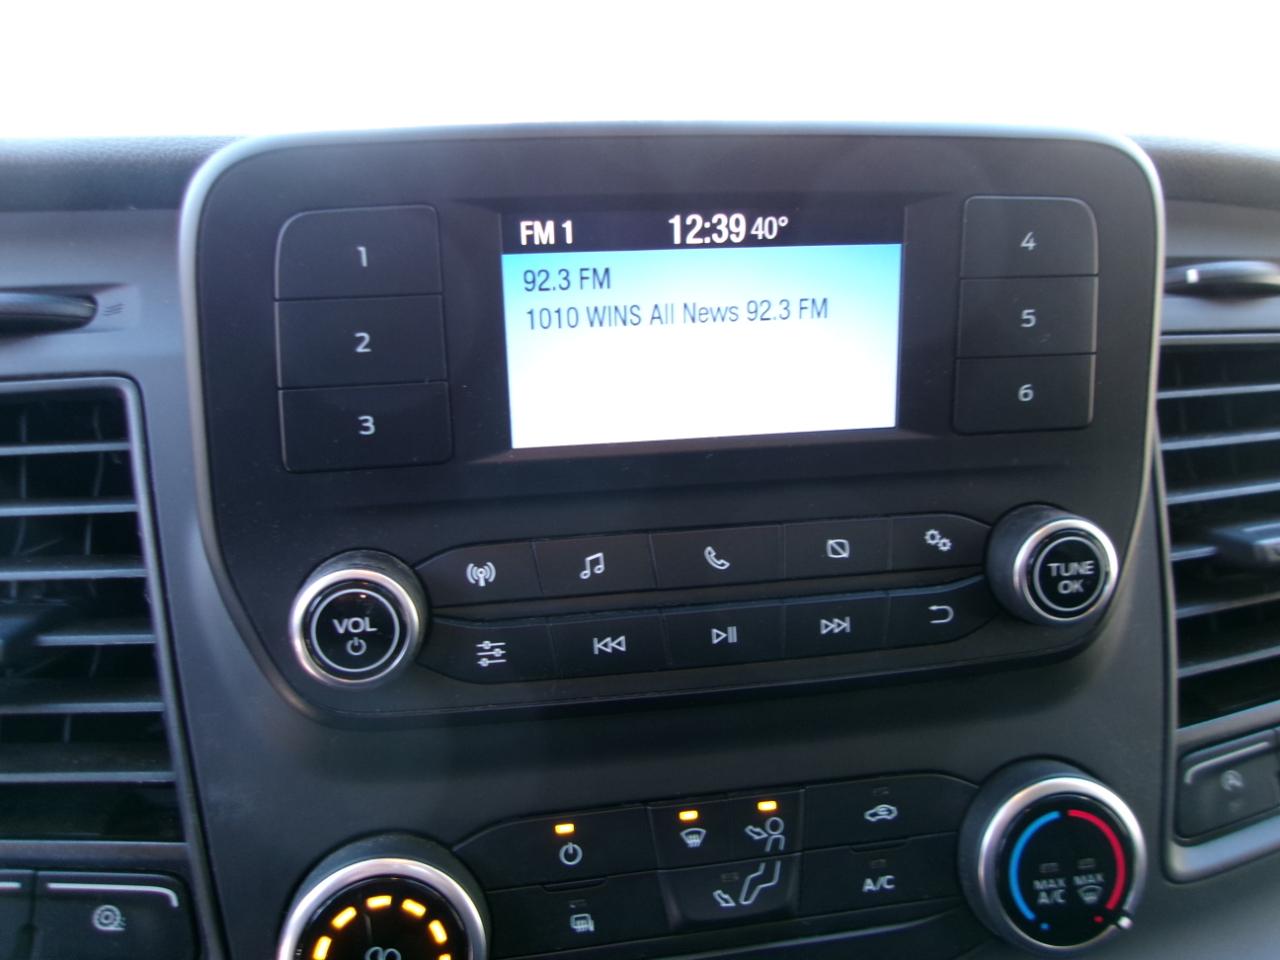 FM 1 12:39 40°
92.3 FM
1010 WINS All News 92.3 FM
1
2
3
4
5
6
VOL
TUNE
OK
A/C
MAX
A/C
MAX